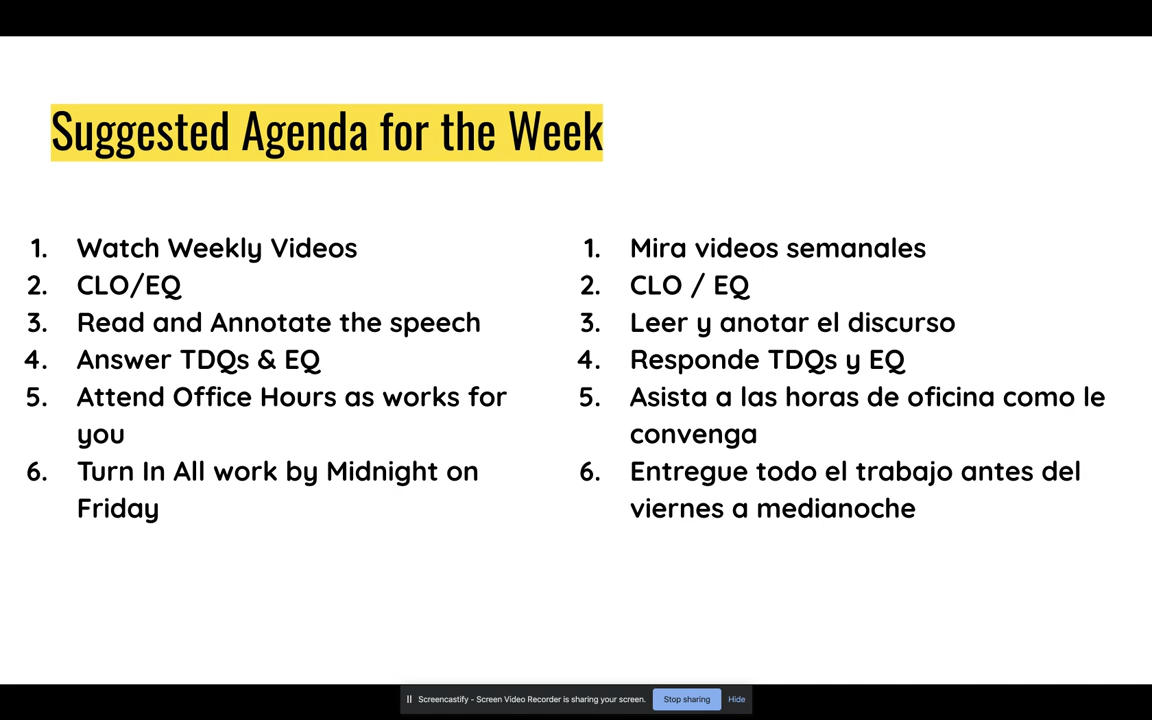 Suggested Agenda for the Week
1. Watch Weekly Videos
2. CLO/EQ
3. Read and Annotate the speech
4. Answer TDQs & EQ
5. Attend Office Hours as works for
you
6. Turn In All work by Midnight on
Friday
1. Mira videos semanales
2. CLO / EQ
3. Leer y anotar el discurso
4. Responde TDQs y EQ
5. Asista a las horas de oficina como le
convenga
6. Entregue todo el trabajo antes del
viernes a medianoche
Screencastify - Screen Video Recorder is sharing your screen. Stop sharing Hide